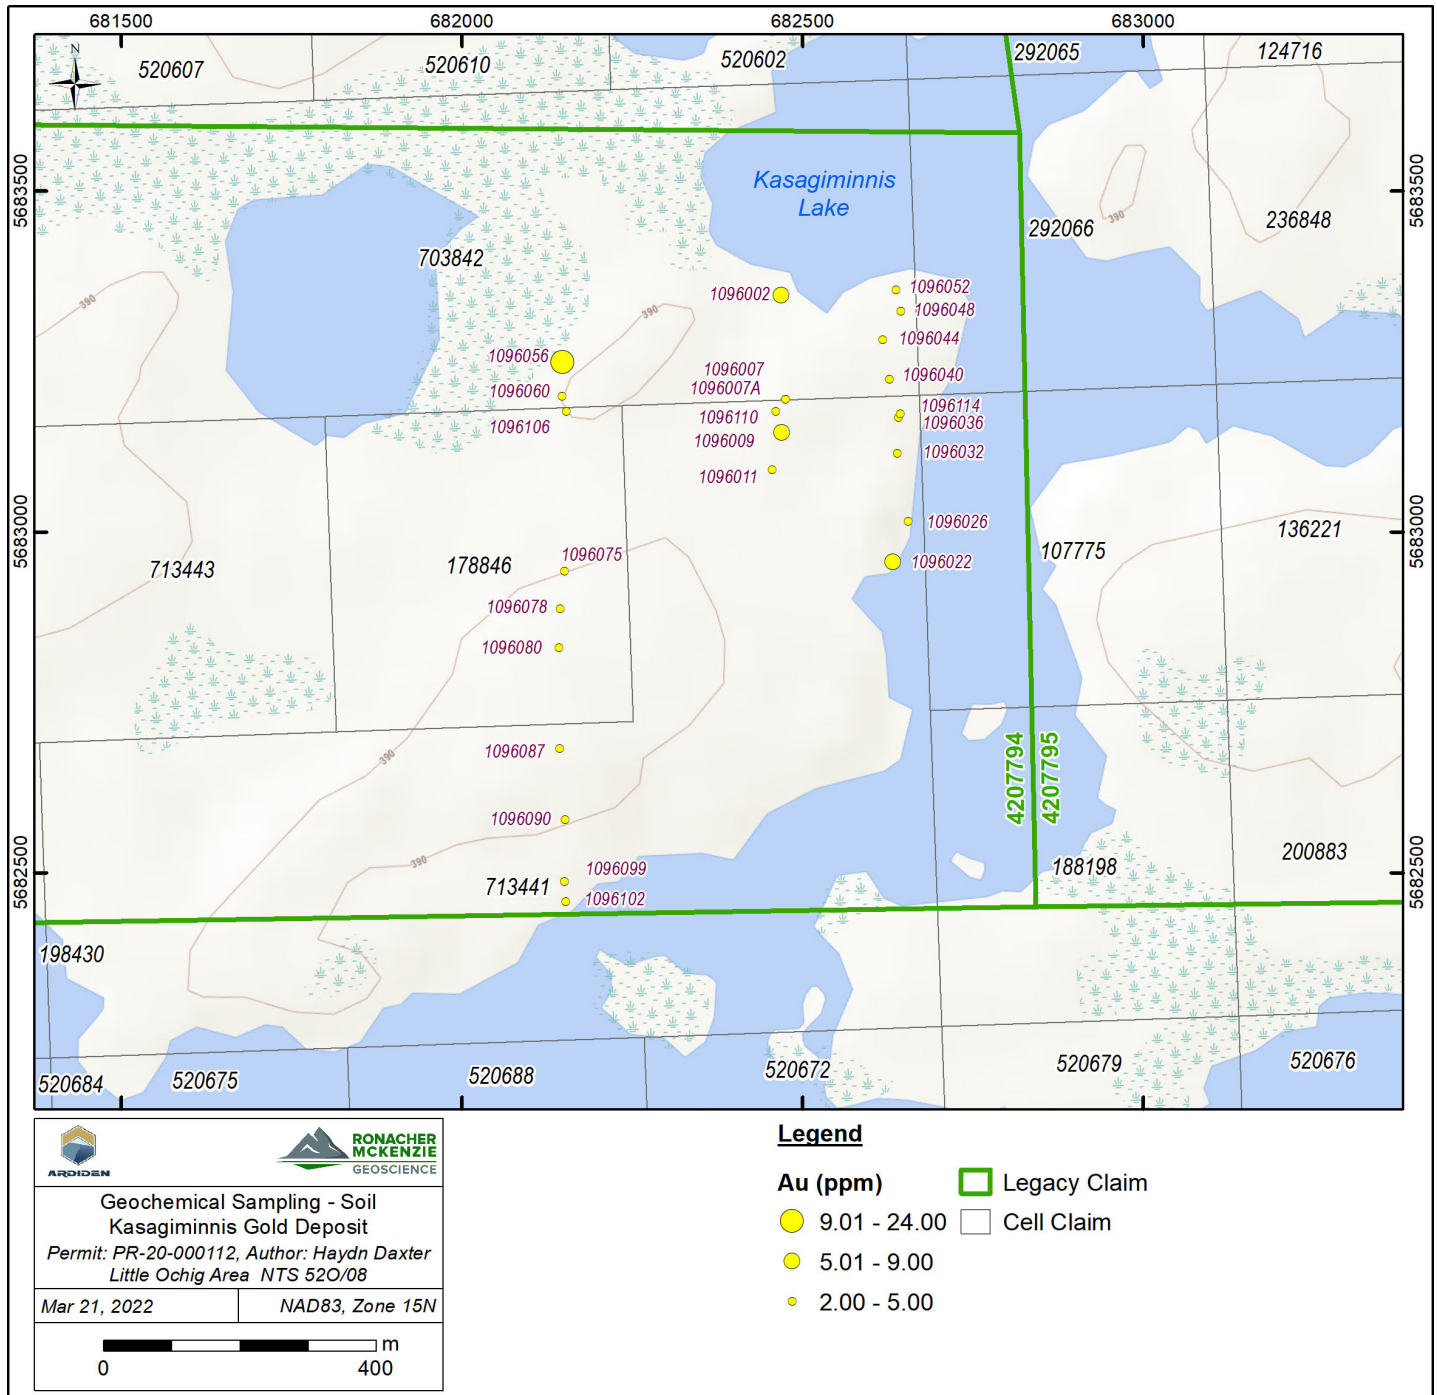 681500
682000
682500
683000
N
520607
520610
520602
292065
124716
5683500
5683500
Kasagiminnis
Lake
236848
292066
703842
390
390
390
1096002
1096052
1096048
1096044
1096056
1096007
1096040
1096060
1096007A
1096106
1096110
1096114
1096036
1096009
1096032
1096011
5683000
5683000
713443
178846
1096075
1096026
107775
136221
1096022
1096078
1096080
1096087
390
4207794
4207795
1096090
390
5682500
5682500
713441
1096099
1096102
188198
200883
198430
520684
520675
520688
520672
520679
520676
ARDIDEN
RONACHER
MCKENZIE
GEOSCIENCE
Geochemical Sampling - Soil
Kasagiminnis Gold Deposit
Permit: PR-20-000112, Author: Haydn Daxter
Little Ochig Area NTS 52O/08
Mar 21, 2022
NAD83, Zone 15N
m
0
400
Legend
Au (ppm)
9.01 - 24.00
5.01 - 9.00
2.00 - 5.00
Legacy Claim
Cell Claim